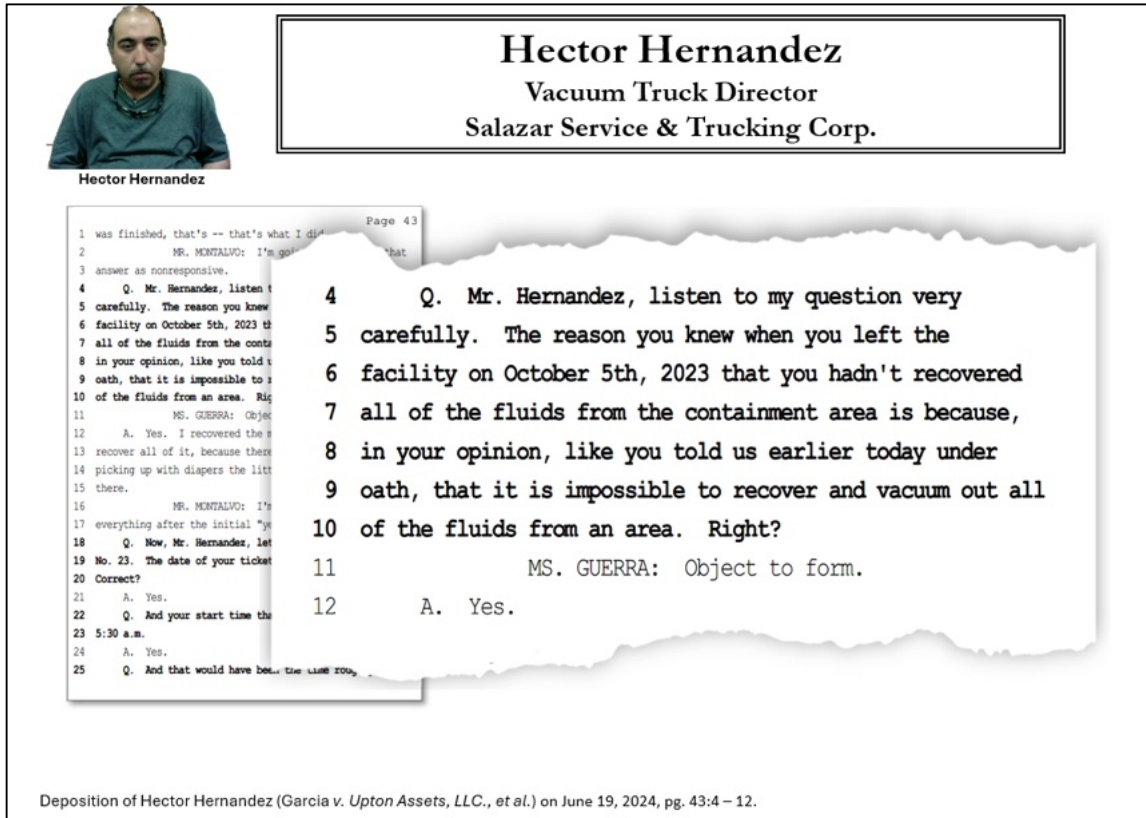 Hector Hernandez
Vacuum Truck Director
Salazar Service & Trucking Corp.
Hector Hernandez
Page 43
1 was finished, that's -- that's what I did
2 MR. MONTALVO: I'm that
3 answer as nonresponsive.
4 Q. Mr. Hernandez, listen
5 carefully. The reason you knew
6 facility on October 5th, 2023
7 all of the fluids from the
8 in your opinion, like you told
9 oath, that it is impossible to
10 of the fluids from an area.
11 MS. GUERRA:
12 A. Yes. I recovered the
13 recover all of it, because there
14 picking up with diapers the
15 there.
16 MR. MONTALVO:
17 everything after the initial
18 Q. Now, Mr. Hernandez,
19 No. 23. The date of your ticket
20 Correct?
21 A. Yes.
22 Q. And your start time
23 5:30 a.m.
24 A. Yes.
25 Q. And that would have been the time
4 Q. Mr. Hernandez, listen to my question very
5 carefully. The reason you knew when you left the
6 facility on October 5th, 2023 that you hadn't recovered
7 all of the fluids from the containment area is because,
8 in your opinion, like you told us earlier today under
9 oath, that it is impossible to recover and vacuum out all
10 of the fluids from an area. Right?
11 MS. GUERRA: Object to form.
12 A. Yes.
Deposition of Hector Hernandez (Garcia v. Upton Assets, LLC., et al.) on June 19, 2024, pg. 43:4 – 12.